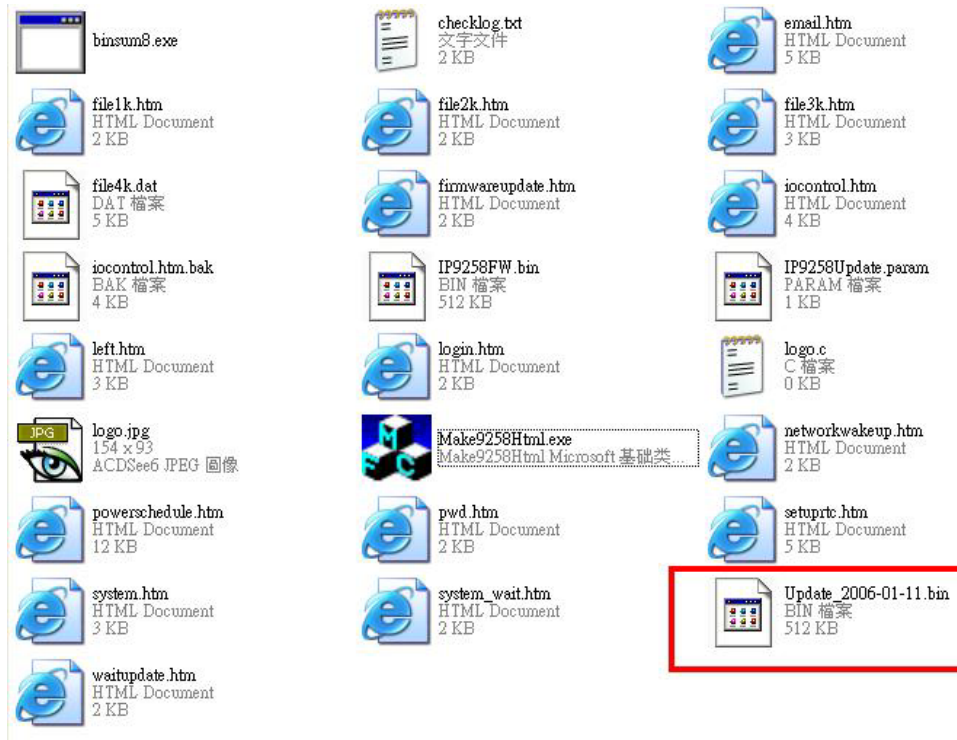 binsum8.exe
checklog.txt
文字文件
2 KB
email.htm
HTML Document
5 KB
file1k.htm
HTML Document
2 KB
file2k.htm
HTML Document
2 KB
file3k.htm
HTML Document
3 KB
file4k.dat
DAT 檔案
5 KB
firmwareupdate.htm
HTML Document
2 KB
iocontrol.htm
HTML Document
4 KB
iocontrol.htm.bak
BAK 檔案
4 KB
IP9258FW.bin
BIN 檔案
512 KB
IP9258Update.param
PARAM 檔案
1 KB
left.htm
HTML Document
3 KB
login.htm
HTML Document
2 KB
logo.c
C 檔案
0 KB
JPG
logo.jpg
154 x 93
ACDSee6 JPEG 圖像
M
F C
Make9258Html.exe
Make9258Html Microsoft 基础类...
networkwakeup.htm
HTML Document
2 KB
powerschedule.htm
HTML Document
12 KB
pwd.htm
HTML Document
2 KB
setuprtc.htm
HTML Document
5 KB
system.htm
HTML Document
3 KB
system_wait.htm
HTML Document
2 KB
Update_2006-01-11.bin
BIN 檔案
512 KB
waitupdate.htm
HTML Document
2 KB